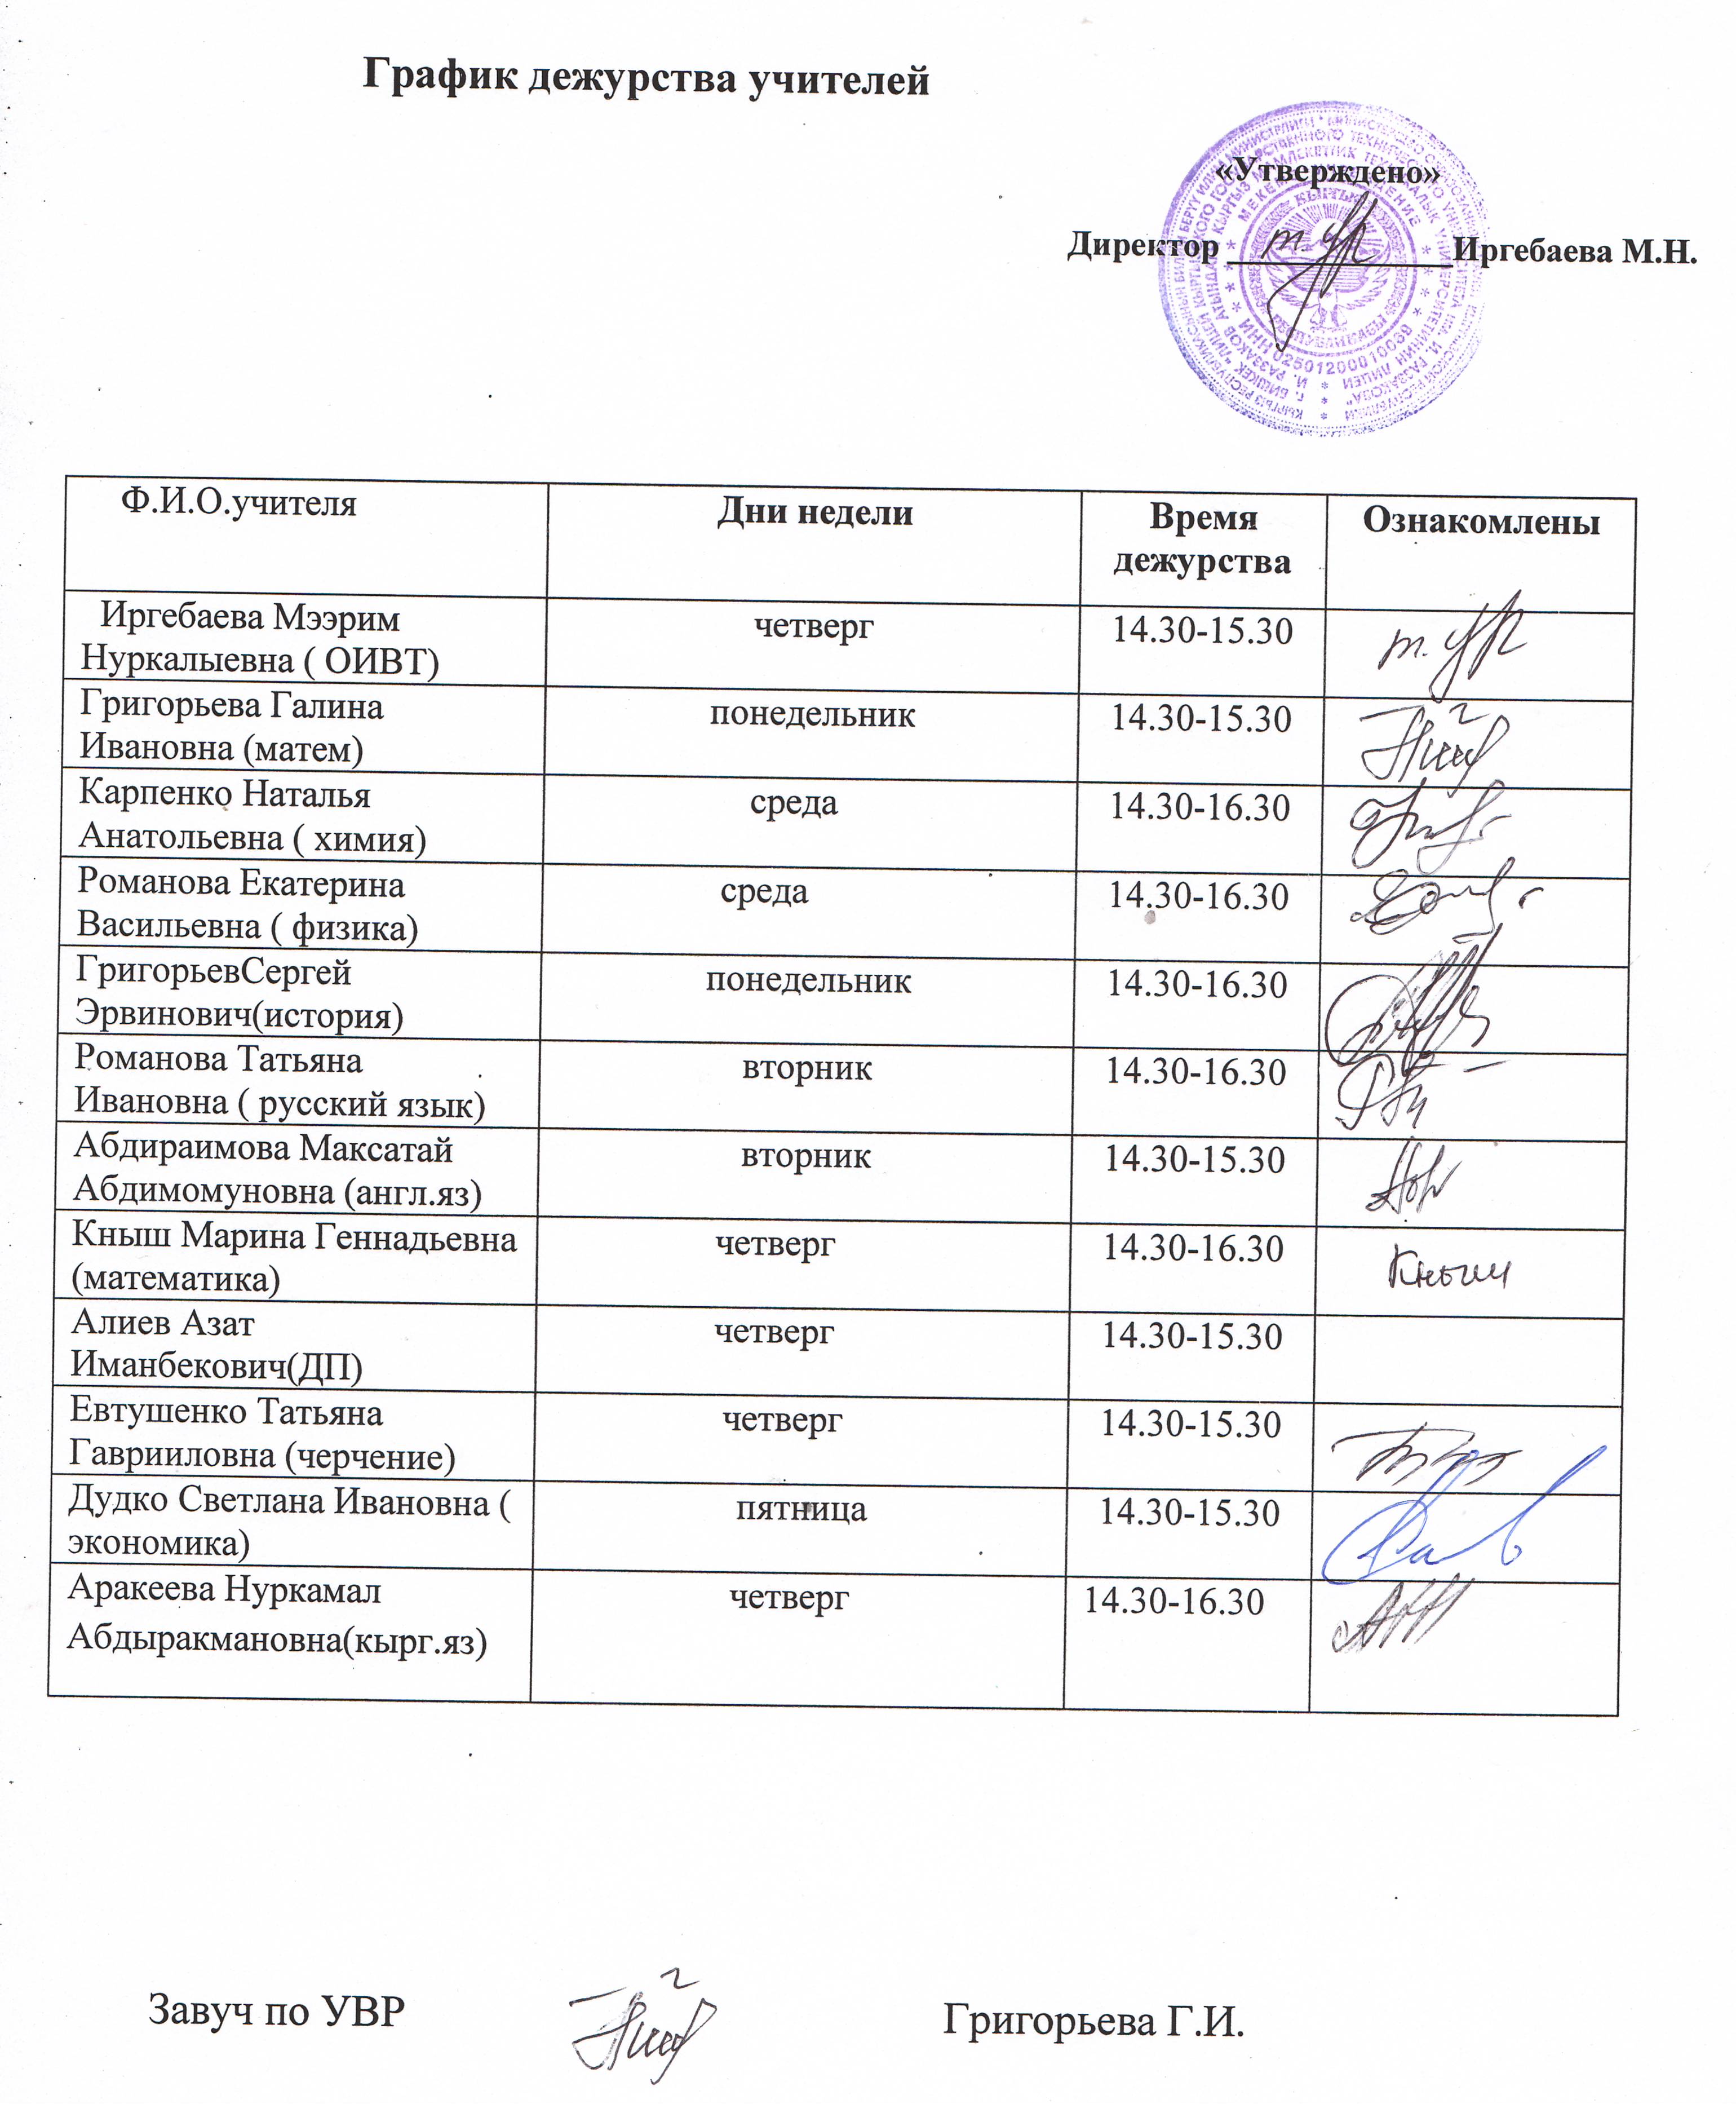 График дежурства учителей
«Утверждено»
Директор Иргебаева М.Н.
Ф.И.О.учителя Дни недели Время дежурства Ознакомлены
Иргебаева Мээрим четверг 14.30-15.30
Нуркалыевна ( ОИВТ)
Григорьева Галина понедельник 14.30-15.30
Ивановна (матем)
Карпенко Наталья среда 14.30-16.30
Анатольевна ( химия)
Романова Екатерина среда 14.30-16.30
Васильевна ( физика)
ГригорьевСергей понедельник 14.30-16.30
Эрвинович(история)
Романова Татьяна вторник 14.30-16.30
Ивановна ( русский язык)
Абдираимова Максатай вторник 14.30-15.30
Абдимомуновна (англ.яз)
Кныш Марина Геннадьевна четверг 14.30-16.30 Кныш
(математика)
Алиев Азат четверг 14.30-15.30
Иманбекович(ДП)
Евтушенко Татьяна четверг 14.30-15.30
Гаврииловна (черчение)
Дудко Светлана Ивановна ( пятница 14.30-15.30
экономика)
Аракеева Нуркамал четверг 14.30-16.30
Абдыракмановна(кырг.яз)
Завуч по УВР Григорьева Г.И.